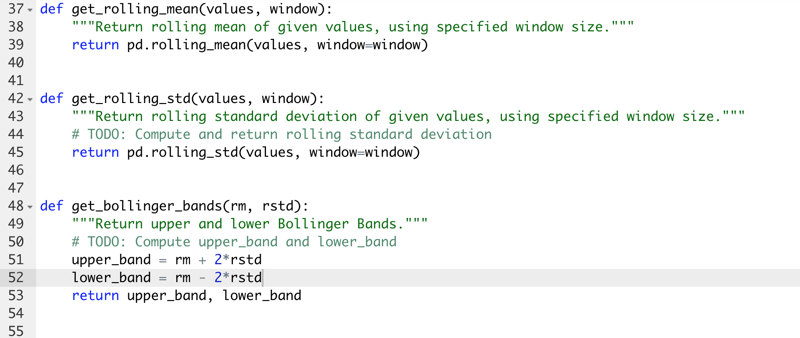 37 def get_rolling_mean(values, window):
38     """Return rolling mean of given values, using specified window size."""
39     return pd.rolling_mean(values, window=window)
40
41
42 def get_rolling_std(values, window):
43     """Return rolling standard deviation of given values, using specified window size."""
44     # TODO: Compute and return rolling standard deviation
45     return pd.rolling_std(values, window=window)
46
47
48 def get_bollinger_bands(rm, rstd):
49     """Return upper and lower Bollinger Bands."""
50     # TODO: Compute upper_band and lower_band
51     upper_band = rm + 2*rstd
52     lower_band = rm - 2*rstd
53     return upper_band, lower_band
54
55